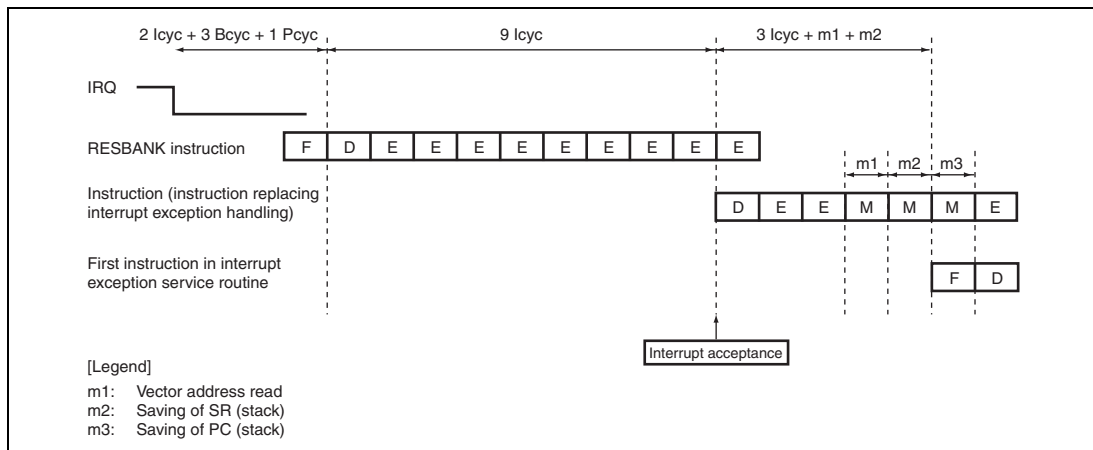 2 Icyc + 3 Bcyc + 1 Pcyc
9 Icyc
3 Icyc + m1 + m2
IRQ
RESBANK instruction
F D E E E E E E E E E
m1 m2 m3
Instruction (instruction replacing
interrupt exception handling)
D E E M M M E
First instruction in interrupt
exception service routine
F D
Interrupt acceptance
[Legend]
m1: Vector address read
m2: Saving of SR (stack)
m3: Saving of PC (stack)